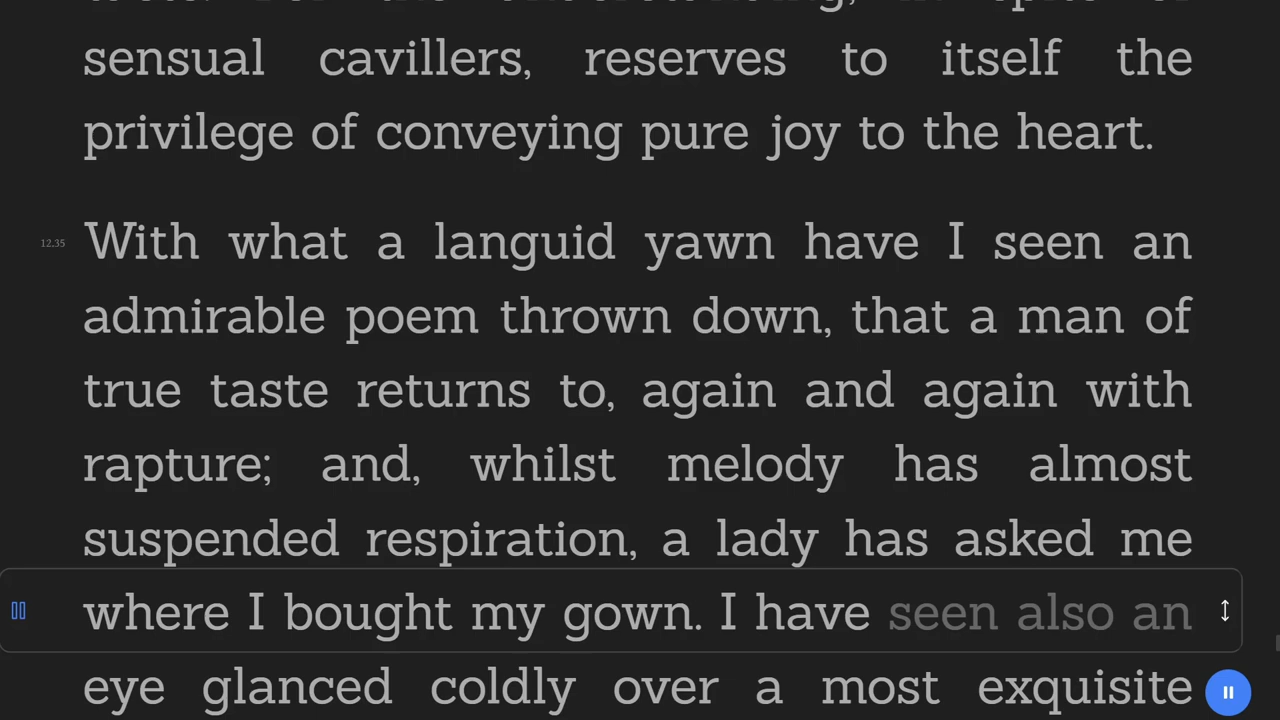 sensual cavillers, reserves to itself the
privilege of conveying pure joy to the heart.
12.35
With what a languid yawn have I seen an
admirable poem thrown down, that a man of
true taste returns to, again and again with
rapture; and, whilst melody has almost
suspended respiration, a lady has asked me
where I bought my gown. I have seen also an
eye glanced coldly over a most exquisite